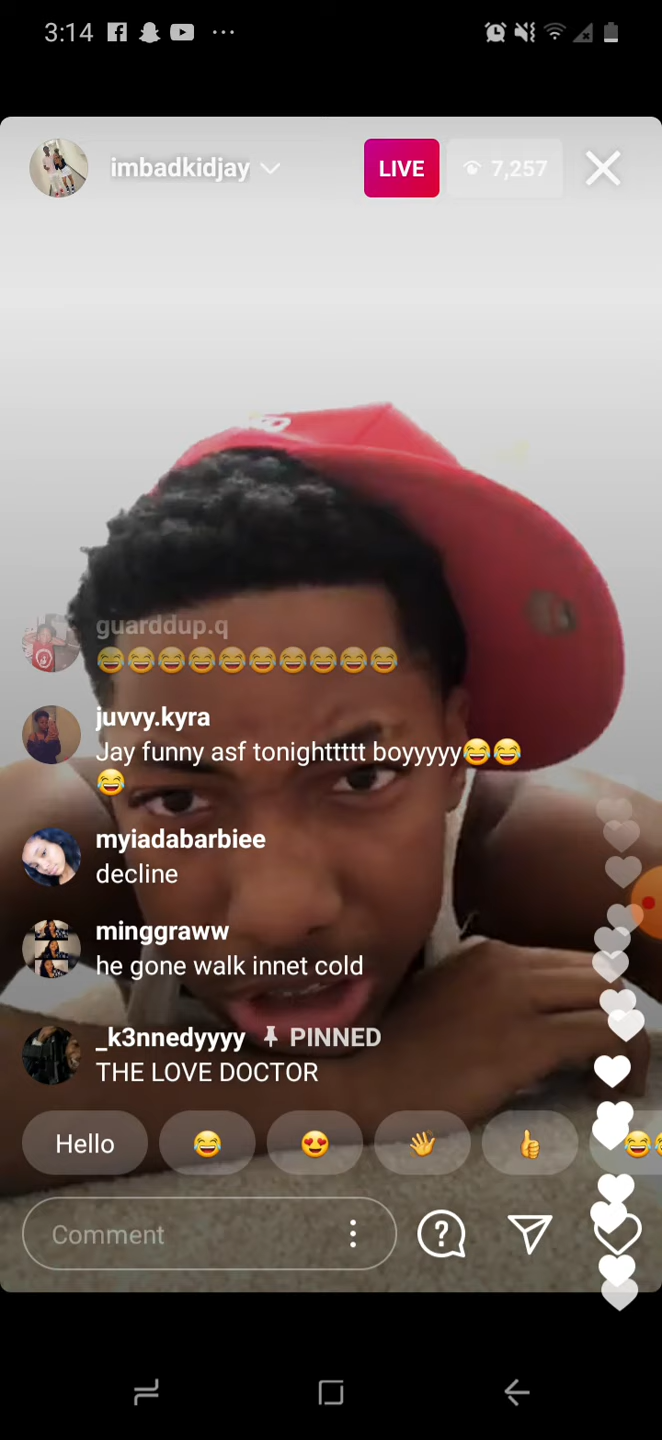 3:14
imbadkidjay
LIVE
7,257
guarddup.q
😂😂😂😂😂😂😂😂😂😂
juvvy.kyra
Jay funny asf tonighttttt boyyyyy😂😂
😂
myiadabarbiee
decline
minggraww
he gone walk innet cold
_k3nnedyyyy PINNED
THE LOVE DOCTOR
Hello 😂 😍 👋 👍 😂
Comment